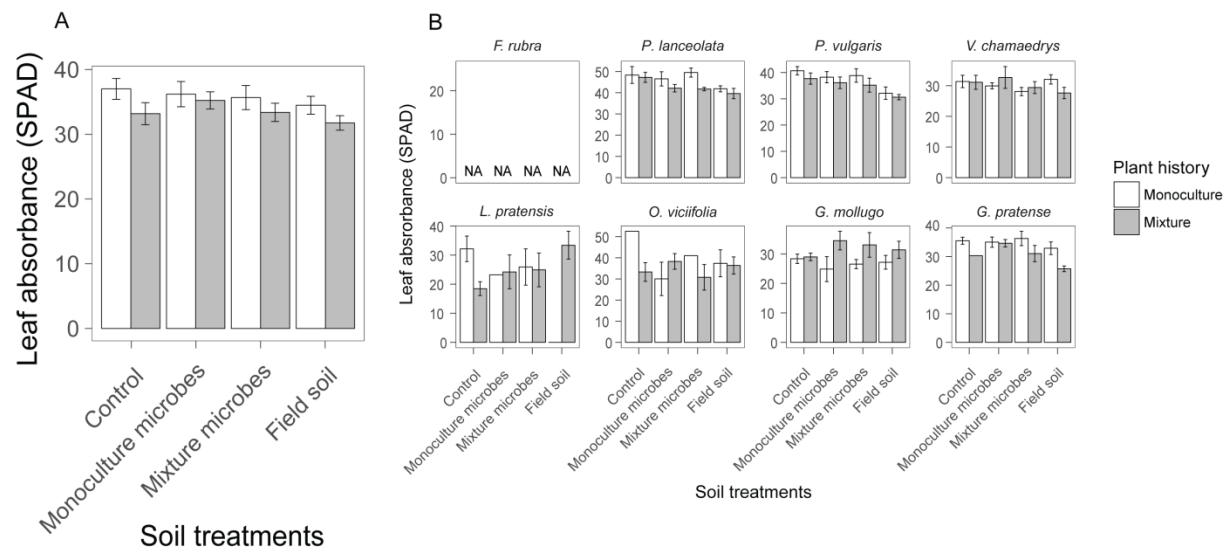 A
Leaf absorbance (SPAD)
40
30
20
10
0
Control
Monoculture microbes
Mixture microbes
Field soil
Soil treatments
B
Leaf absrorbance (SPAD)
F. rubra
P. lanceolata
P. vulgaris
V. chamaedrys
20
10
0
NA NA NA NA
50
40
30
20
10
0
40
30
20
10
0
30
20
10
0
L. pratensis
O. viciifolia
G. mollugo
G. pratense
40
30
20
10
0
50
40
30
20
10
0
30
20
10
0
40
30
20
10
0
Control
Monoculture microbes
Mixture microbes
Field soil
Control
Monoculture microbes
Mixture microbes
Field soil
Control
Monoculture microbes
Mixture microbes
Field soil
Control
Monoculture microbes
Mixture microbes
Field soil
Soil treatments
Plant history
Monoculture
Mixture